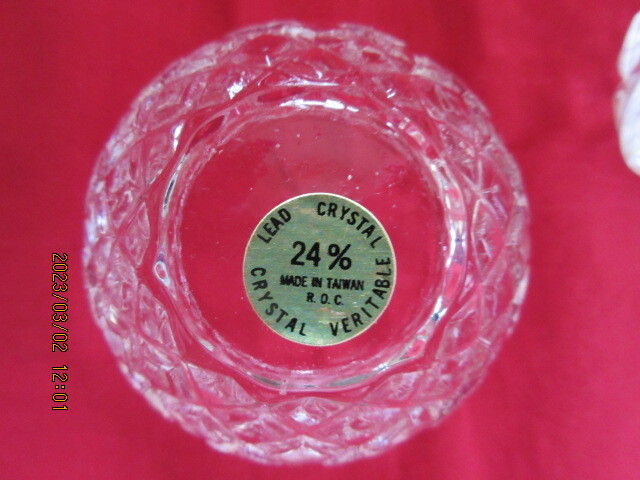 LEAD CRYSTAL
24%
MADE IN TAIWAN
R.O.C.
CRYSTAL VERITABLE
2023/03/02 12:01